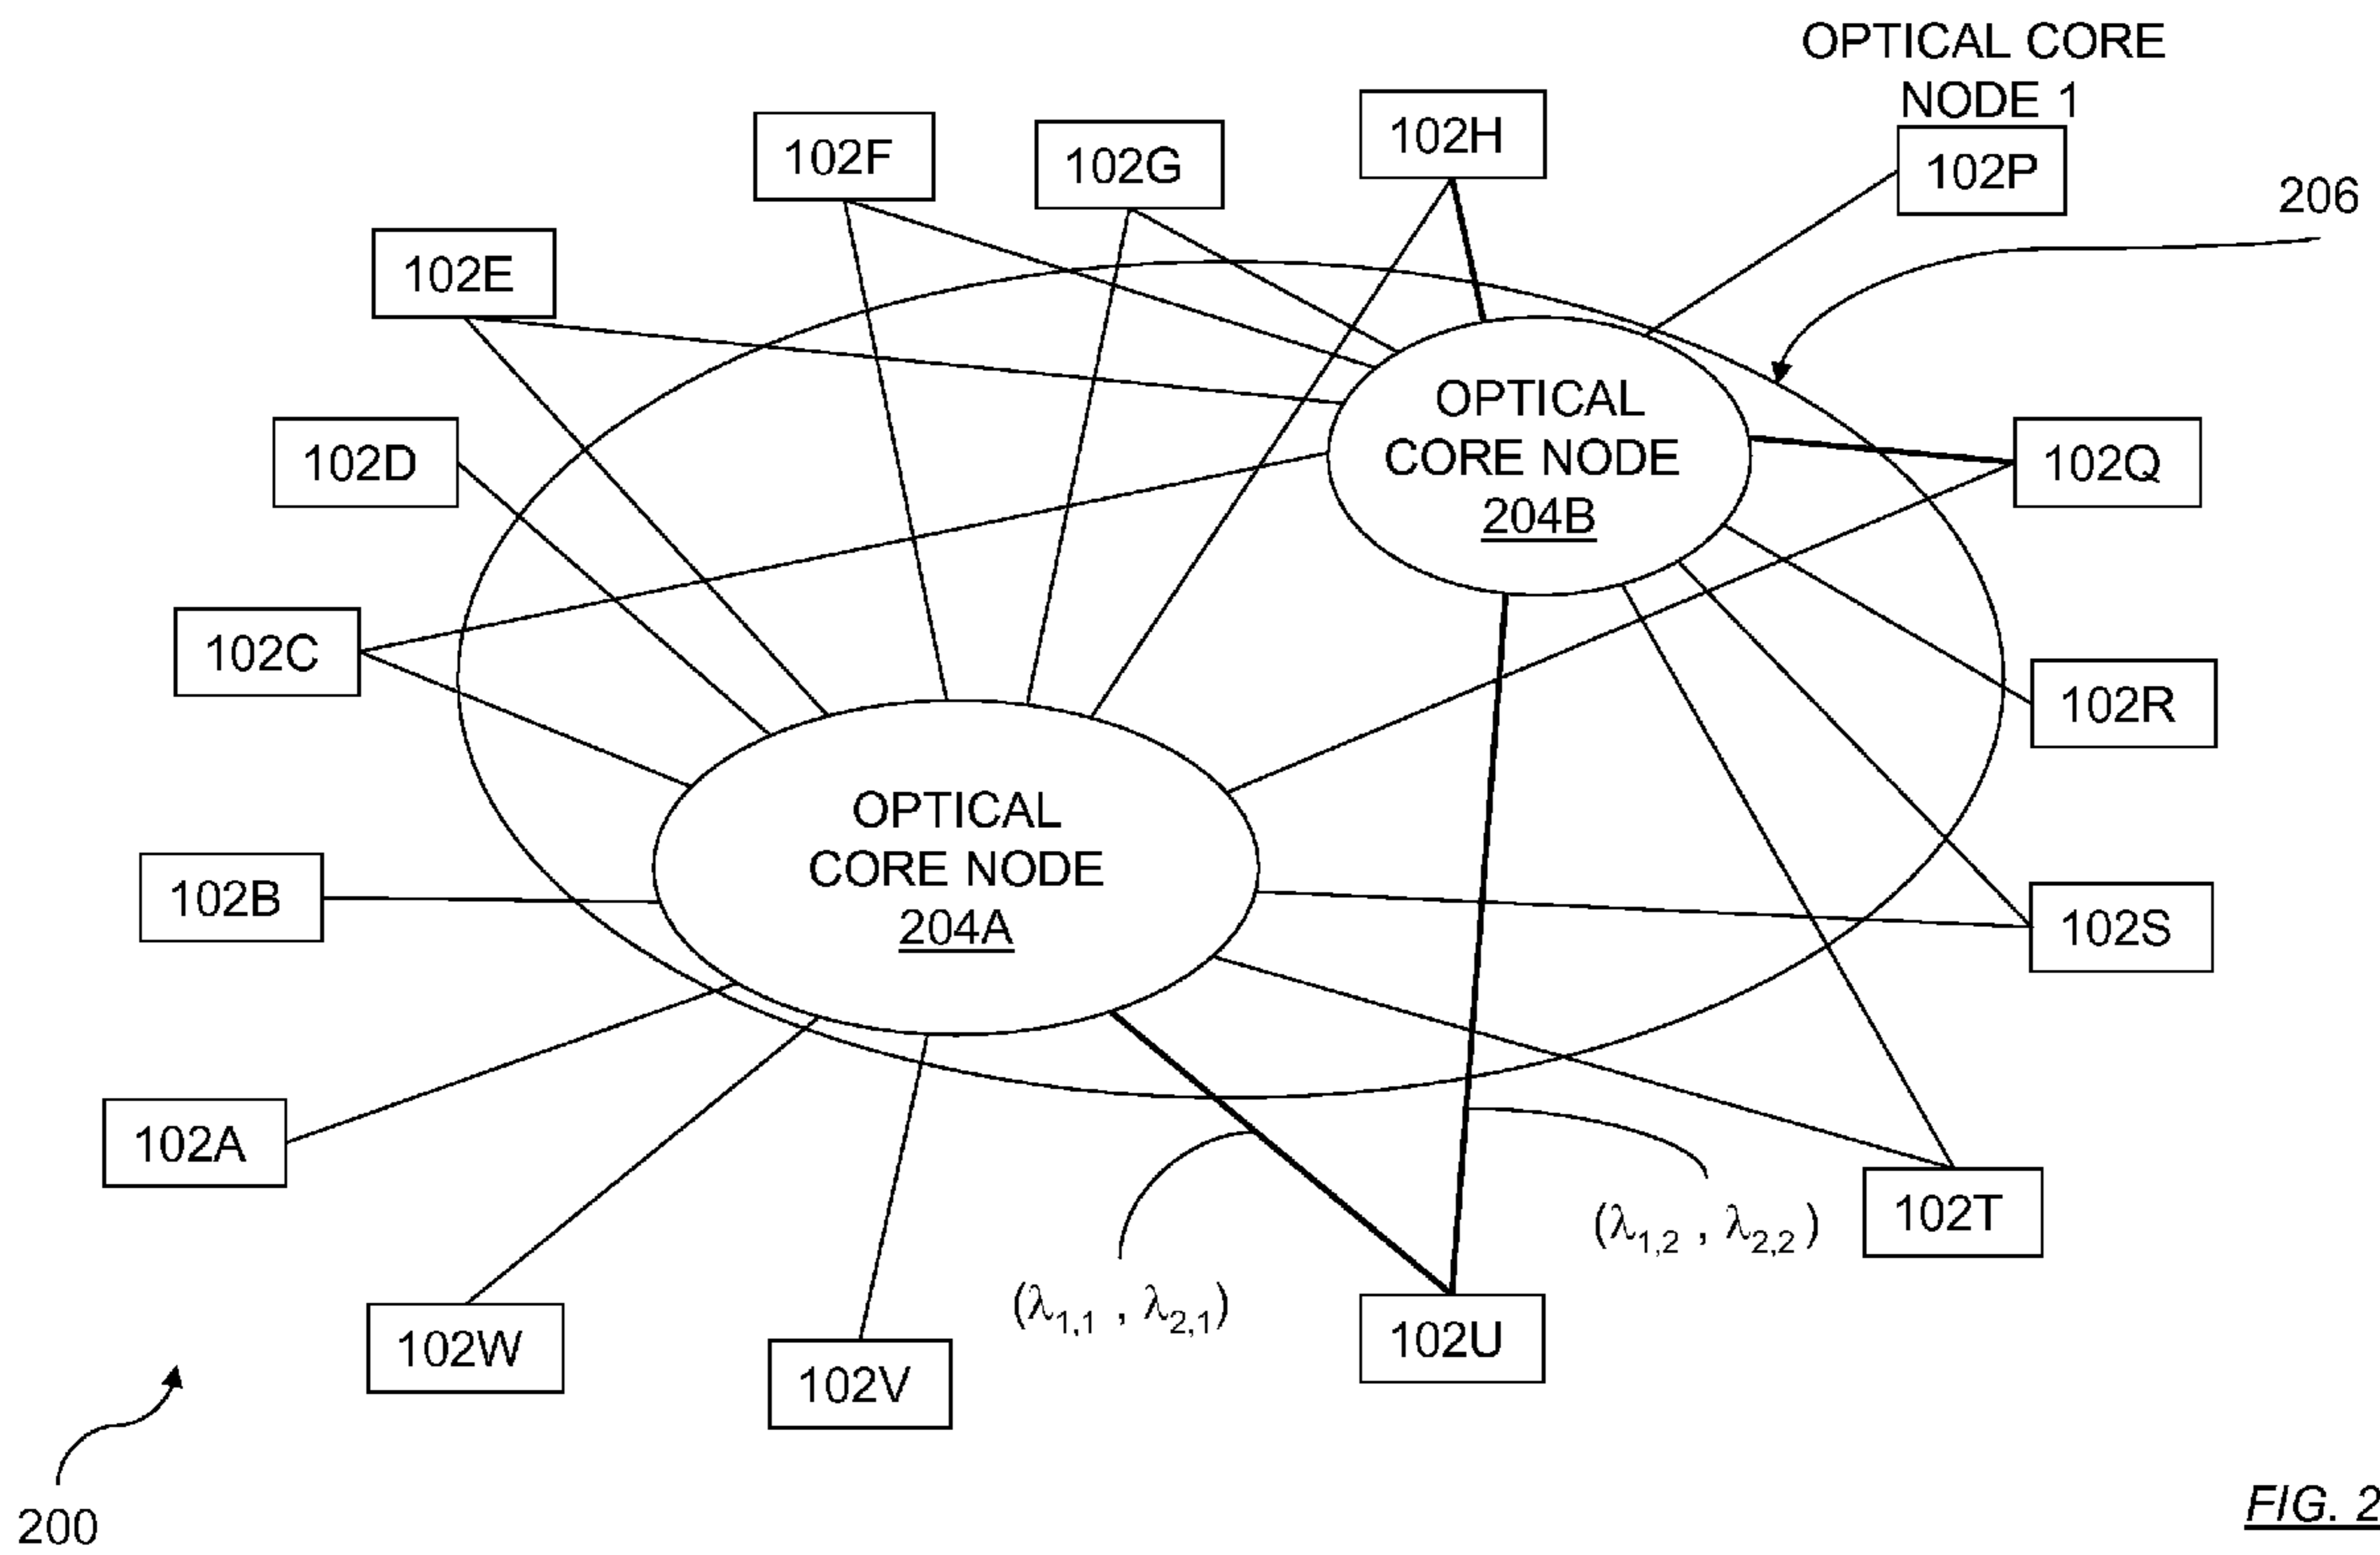 OPTICAL CORE
NODE 1
102H
102F
102G
102P
206
102E
OPTICAL
CORE NODE
204B
102D
102Q
102C
102R
OPTICAL
CORE NODE
204A
102B
102S
102A
102T
(λ1,2 , λ2,2 )
(λ1,1 , λ2,1)
102U
102W
102V
200
FIG. 2